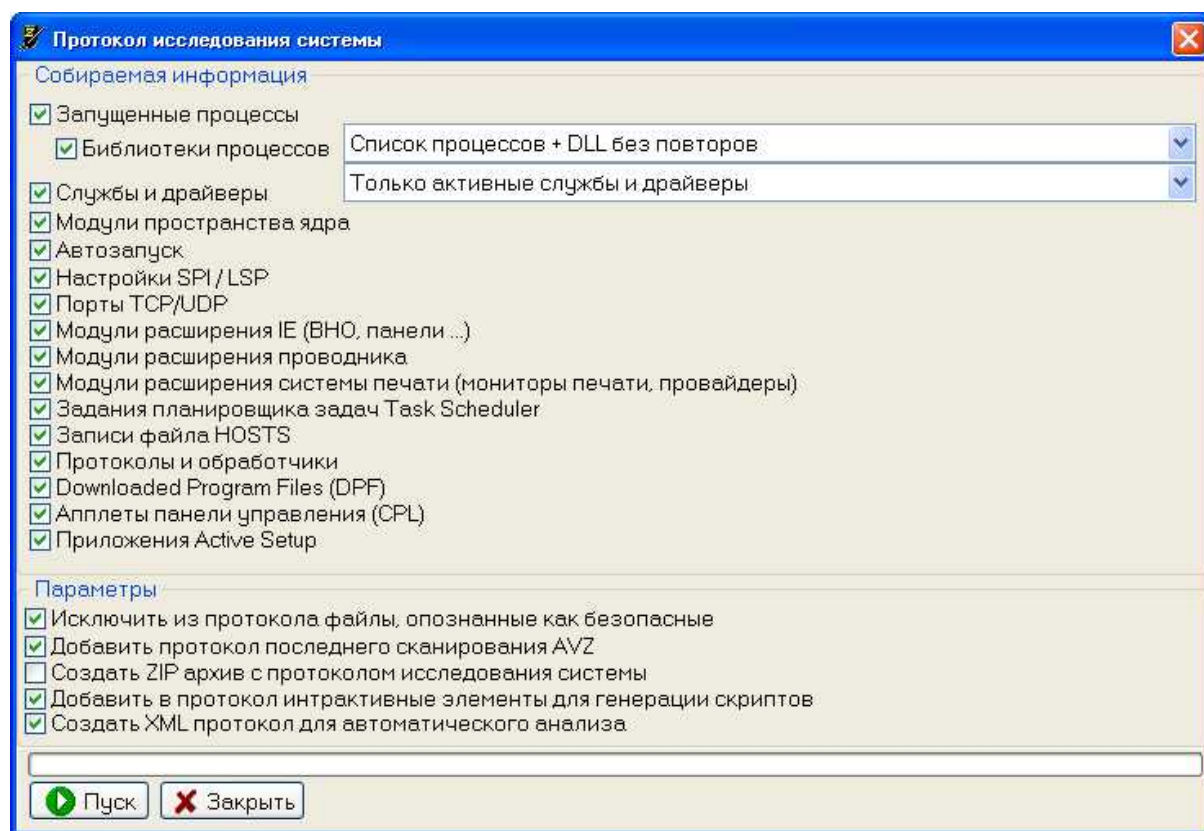 Протокол исследования системы
Собираемая информация
Запущенные процессы
Библиотеки процессов
Список процессов + DLL без повторов
Службы и драйверы
Только активные службы и драйверы
Модули пространства ядра
Автозапуск
Настройки SPI / LSP
Порты TCP/UDP
Модули расширения IE (BHO, панели ...)
Модули расширения проводника
Модули расширения системы печати (мониторы печати, провайдеры)
Задания планировщика задач Task Scheduler
Записи файла HOSTS
Протоколы и обработчики
Downloaded Program Files (DPF)
Апплеты панели управления (CPL)
Приложения Active Setup
Параметры
Исключить из протокола файлы, опознанные как безопасные
Добавить протокол последнего сканирования AVZ
Создать ZIP архив с протоколом исследования системы
Добавить в протокол интрактивные элементы для генерации скриптов
Создать XML протокол для автоматического анализа
Пуск
Закрыть